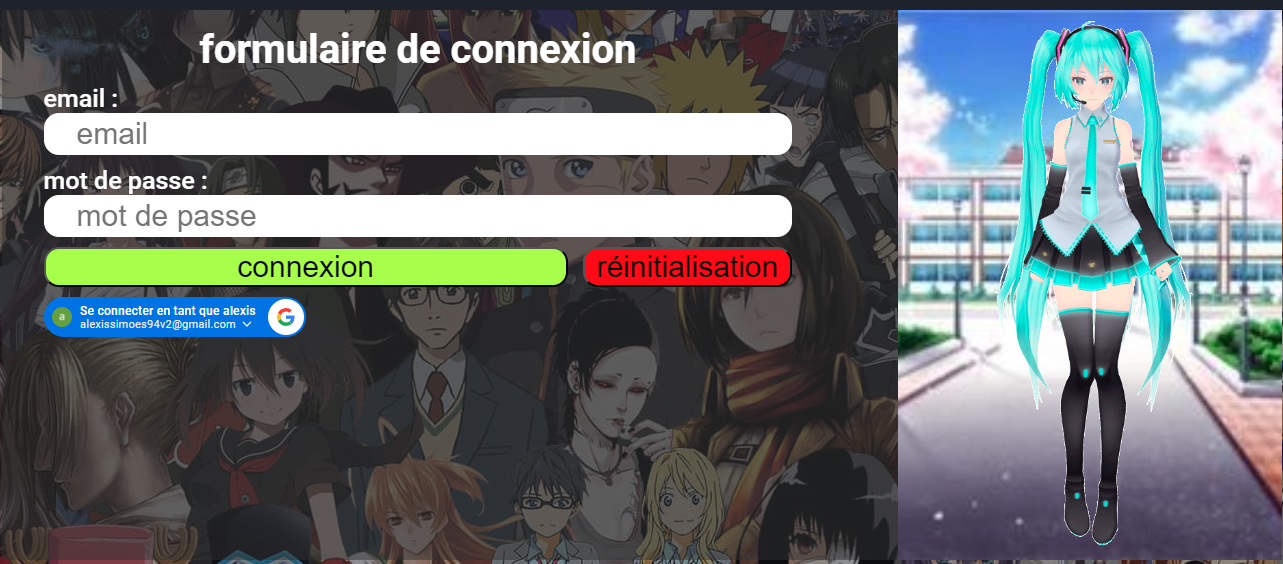 formulaire de connexion
email :
email
mot de passe :
mot de passe
connexion
réinitialisation
a
Se connecter en tant que alexis
alexissimoes94v2@gmail.com
G